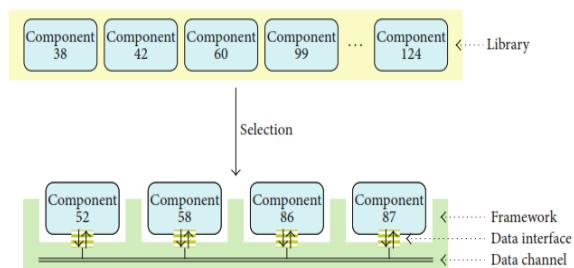 Component
38
Component
42
Component
60
Component
99
...
Component
124
Library
Selection
Component
52
Component
58
Component
86
Component
87
Framework
Data interface
Data channel